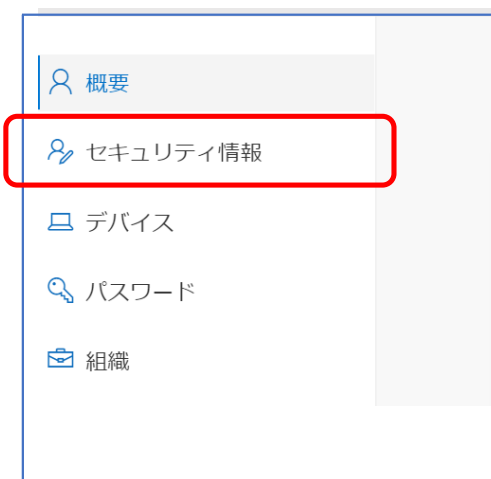 概要
セキュリティ情報
デバイス
パスワード
組織